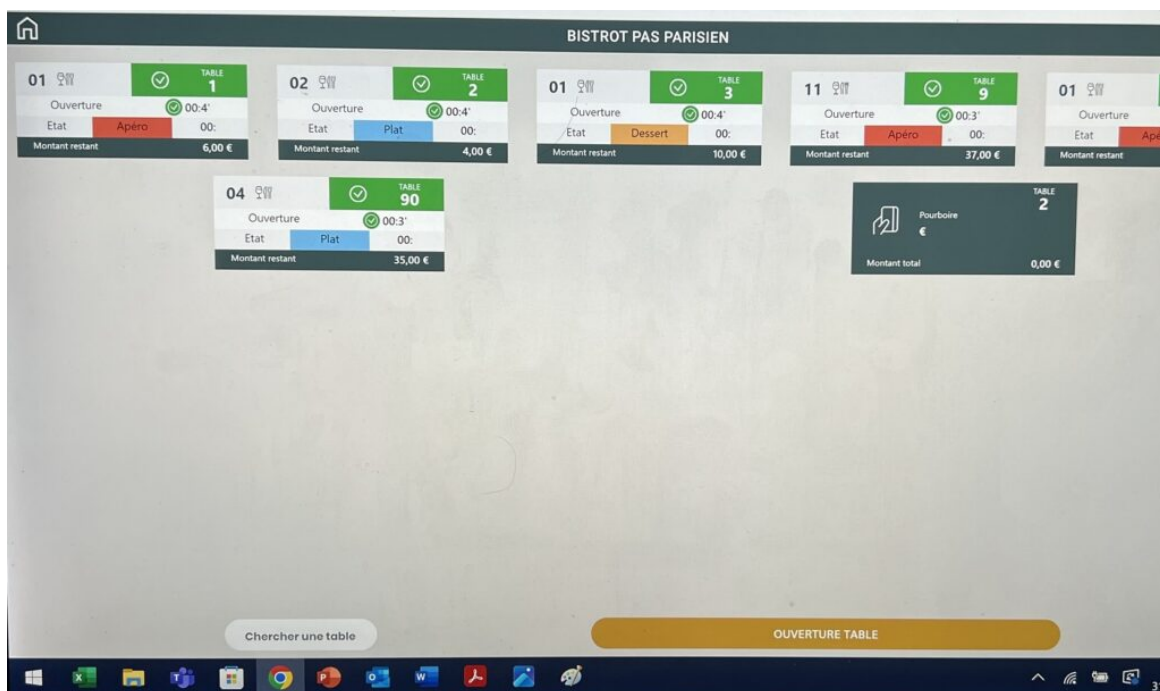 BISTROT PAS PARISIEN
01 TABLE 1
Ouverture 00:4'
Etat Apéro 00:
Montant restant 6,00 €
02 TABLE 2
Ouverture 00:4'
Etat Plat 00:
Montant restant 4,00 €
01 TABLE 3
Ouverture 00:4'
Etat Dessert 00:
Montant restant 10,00 €
11 TABLE 9
Ouverture 00:3'
Etat Apéro 00:
Montant restant 37,00 €
01
Ouverture
Etat Apé
Montant restant
04 TABLE 90
Ouverture 00:3'
Etat Plat 00:
Montant restant 35,00 €
TABLE 2
Pourboire
€
Montant total 0,00 €
Chercher une table
OUVERTURE TABLE